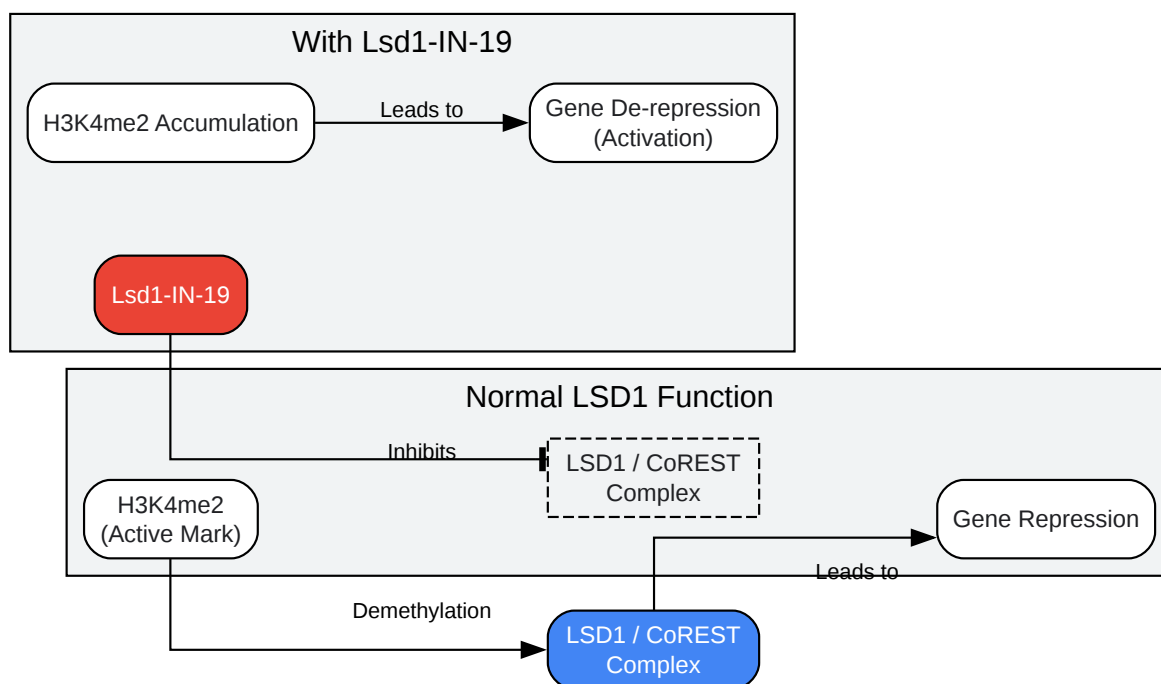 With Lsd1-IN-19
H3K4me2 Accumulation
Leads to
Gene De-repression
(Activation)
Lsd1-IN-19
Normal LSD1 Function
Inhibits
LSD1 / CoREST
Complex
H3K4me2
(Active Mark)
Gene Repression
Leads to
Demethylation
LSD1 / CoREST
Complex